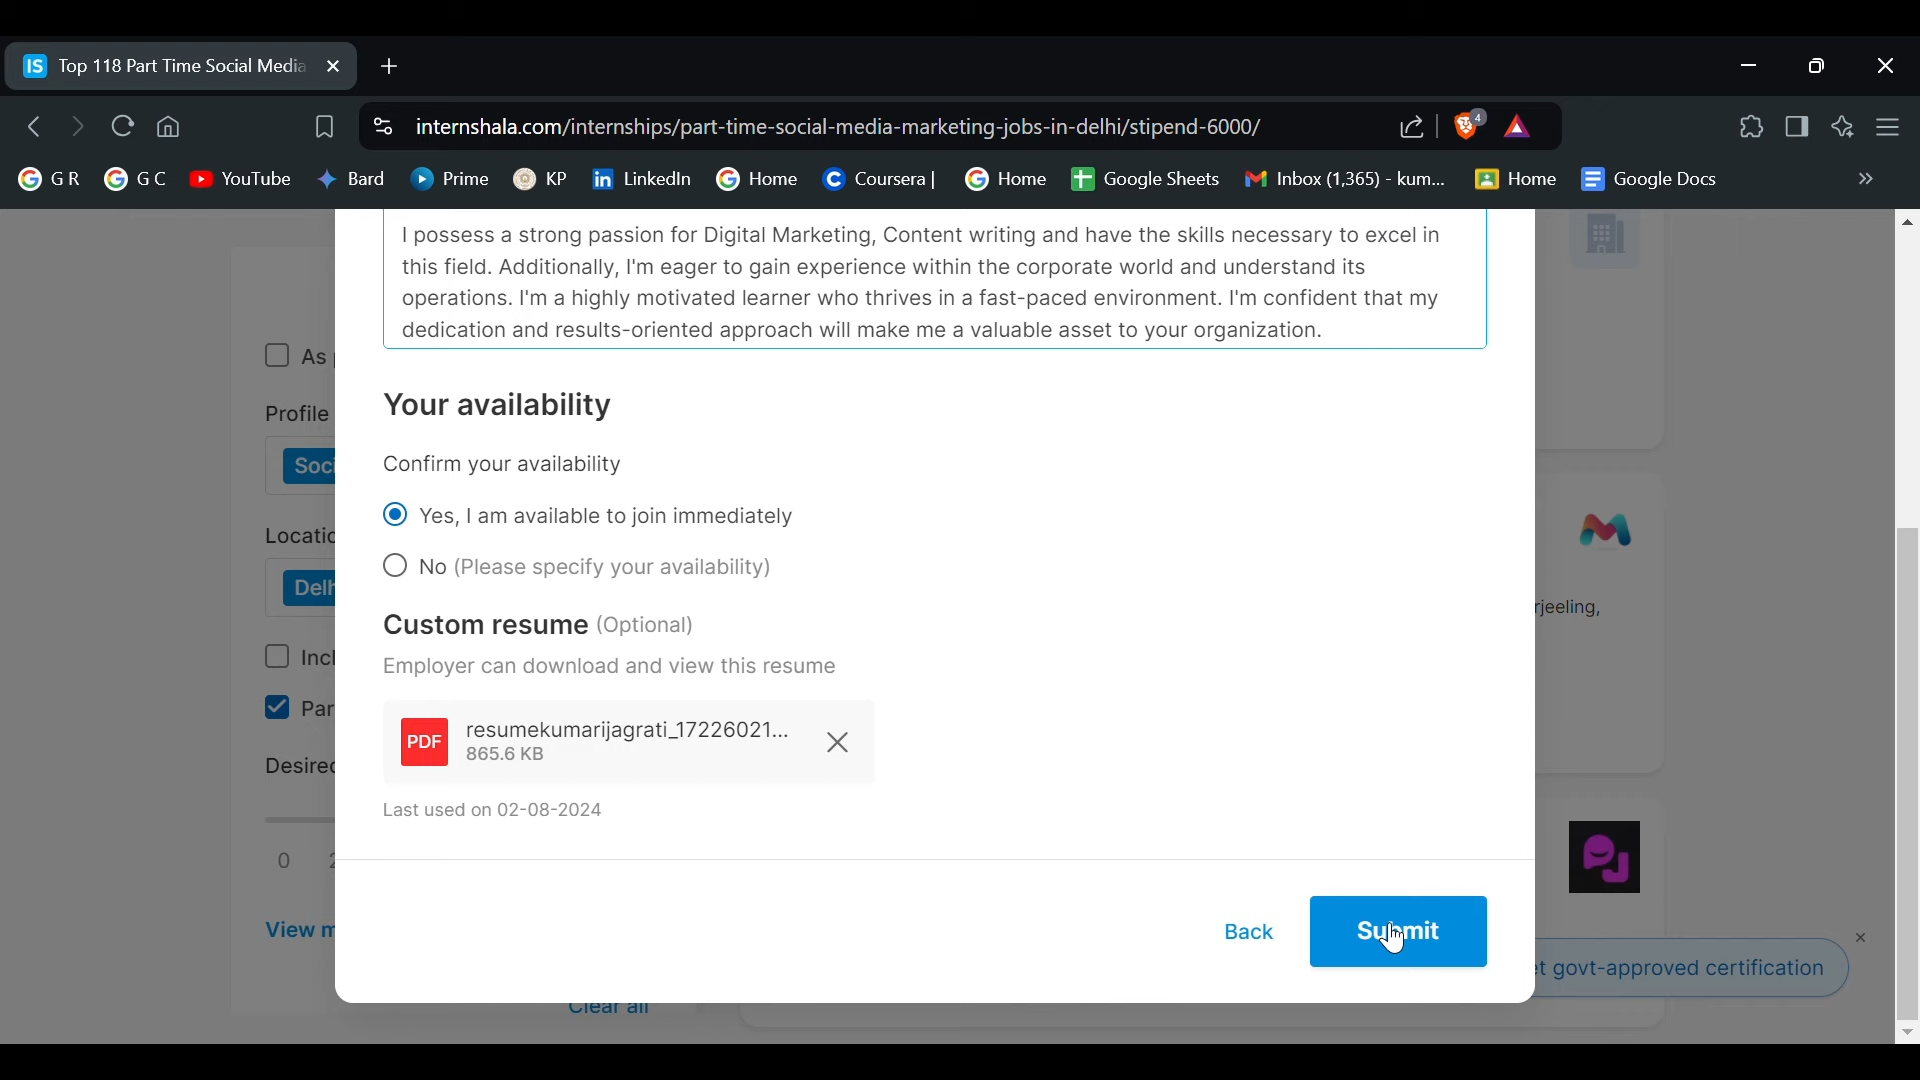 IS Top 118 Part Time Social Media
internshala.com/internships/part-time-social-media-marketing-jobs-in-delhi/stipend-6000/
4
G R G C YouTube Bard Prime KP LinkedIn Home Coursera | Home Google Sheets Inbox (1,365) - kum... Home Google Docs
I possess a strong passion for Digital Marketing, Content writing and have the skills necessary to excel in
this field. Additionally, I'm eager to gain experience within the corporate world and understand its
operations. I'm a highly motivated learner who thrives in a fast-paced environment. I'm confident that my
dedication and results-oriented approach will make me a valuable asset to your organization.
As
Profile
Soci
Locatio
Delh
Incl
Par
Desired
0 2
View m
Clear all
Your availability
Confirm your availability
Yes, I am available to join immediately
No (Please specify your availability)
Custom resume (Optional)
Employer can download and view this resume
PDF resumekumarijagrati_17226021...
865.6 KB
Last used on 02-08-2024
Back Submit
rjeeling,
et govt-approved certification